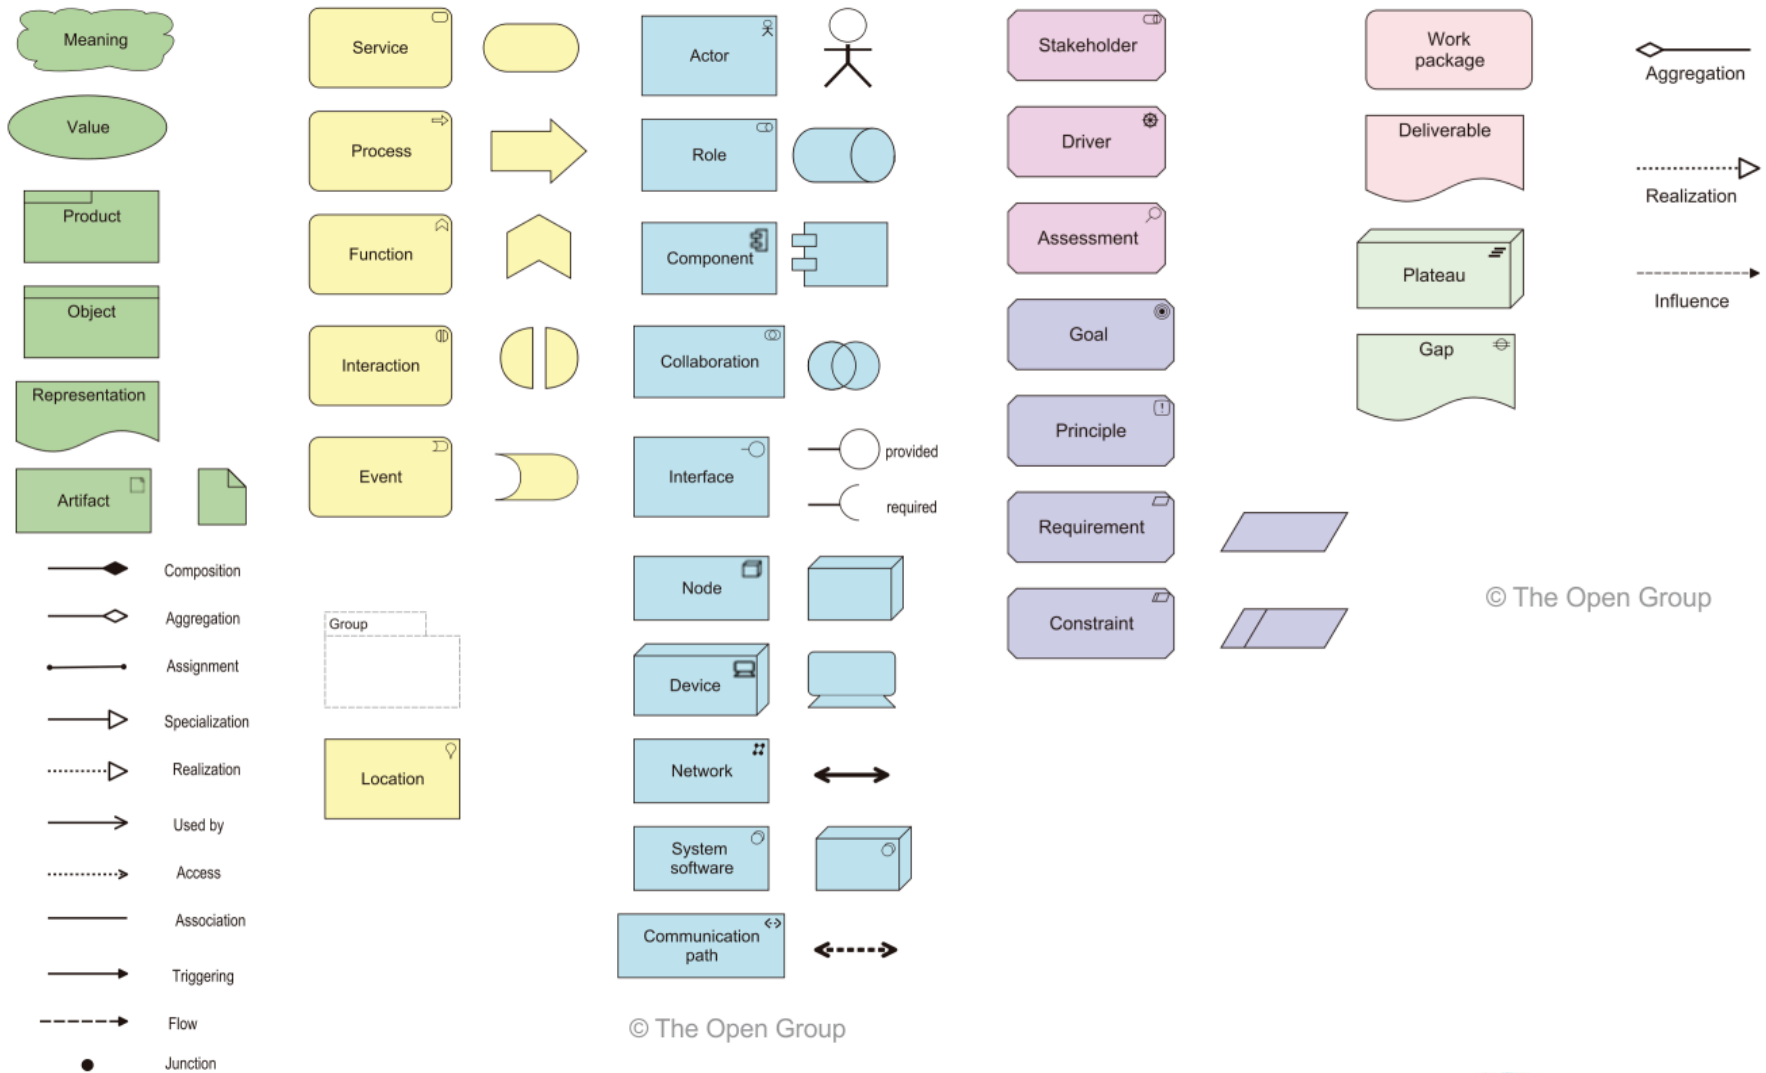 Meaning
Value
Product
Object
Representation
Artifact
Composition
Aggregation
Assignment
Specialization
Realization
Used by
Access
Association
Triggering
Flow
Junction
Service
Process
Function
Interaction
Event
Group
Location
Actor
Role
Component
Collaboration
Interface
provided
required
Node
Device
Network
System
software
Communication
path
© The Open Group
Stakeholder
Driver
Assessment
Goal
Principle
Requirement
Constraint
Work
package
Deliverable
Plateau
Gap
Aggregation
Realization
Influence
© The Open Group